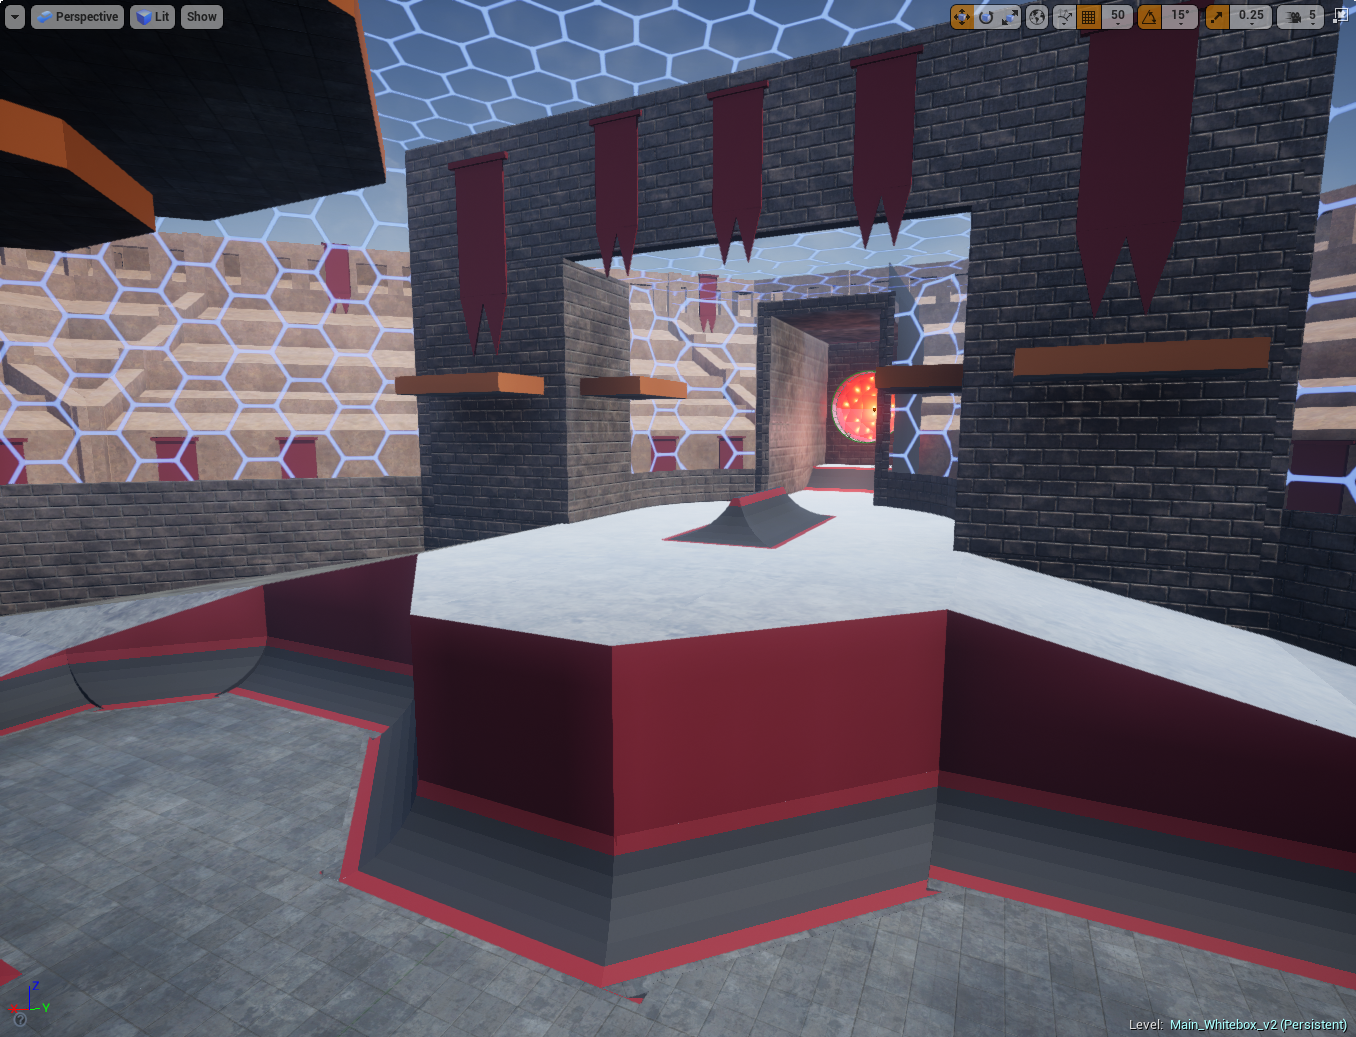 Perspective Lit Show 50 15° 0.25 5
Z
X -Y
?
Level: Main_Whitebox_v2 (Persistent)